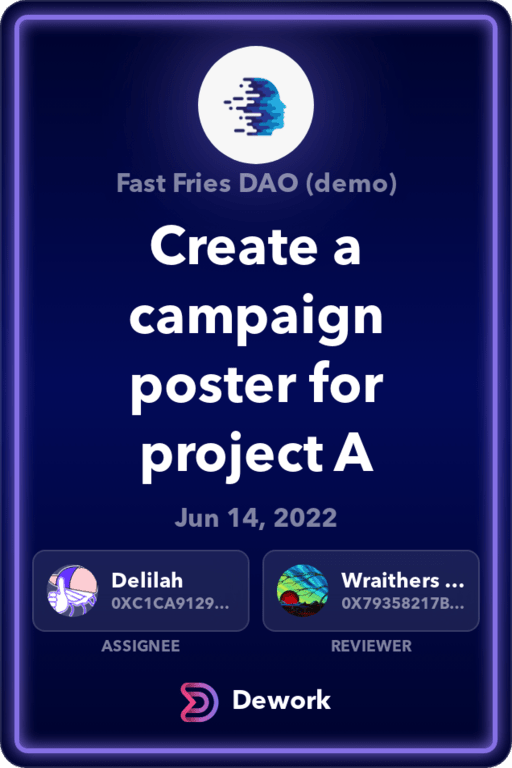 Fast Fries DAO (demo)
Create a
campaign
poster for
project A
Jun 14, 2022
Delilah
0XC1CA9129...
Wraithers ...
0X79358217B...
ASSIGNEE
REVIEWER
Dework